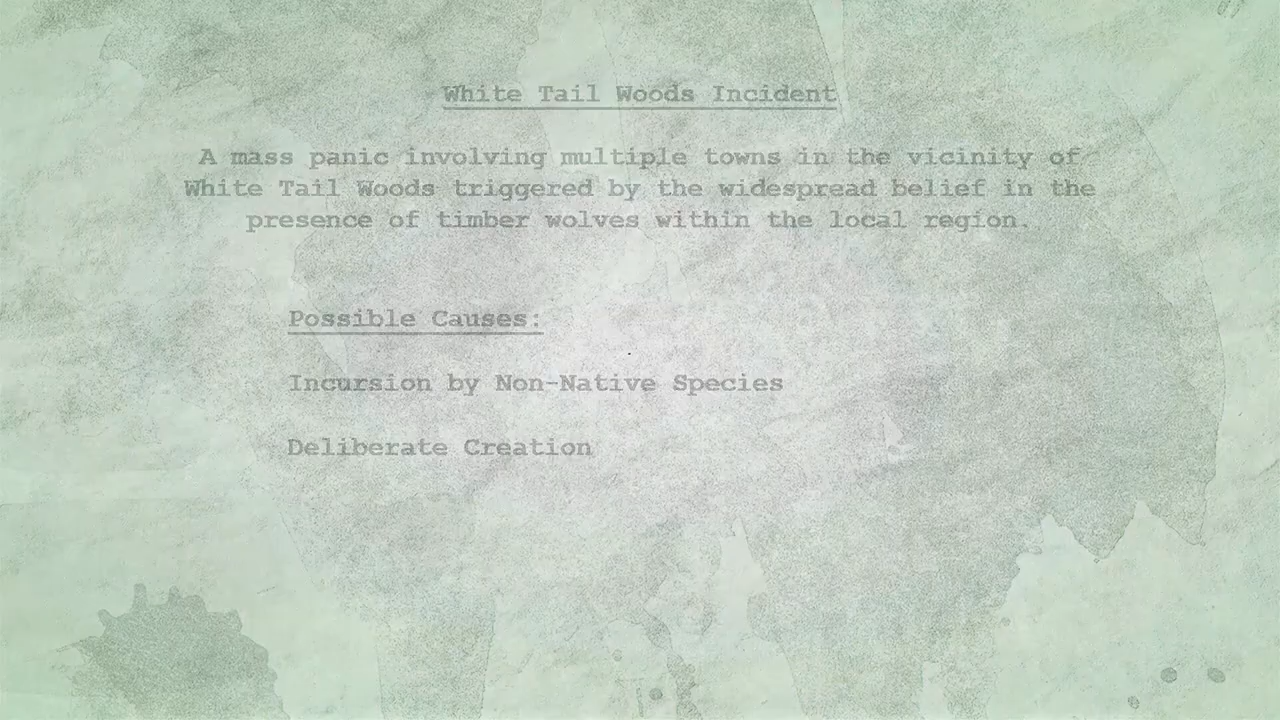 White Tail Woods Incident
A mass panic involving multiple towns in the vicinity of
White Tail Woods triggered by the widespread belief in the
presence of timber wolves within the local region.
Possible Causes:
Incursion by Non-Native Species
Deliberate Creation